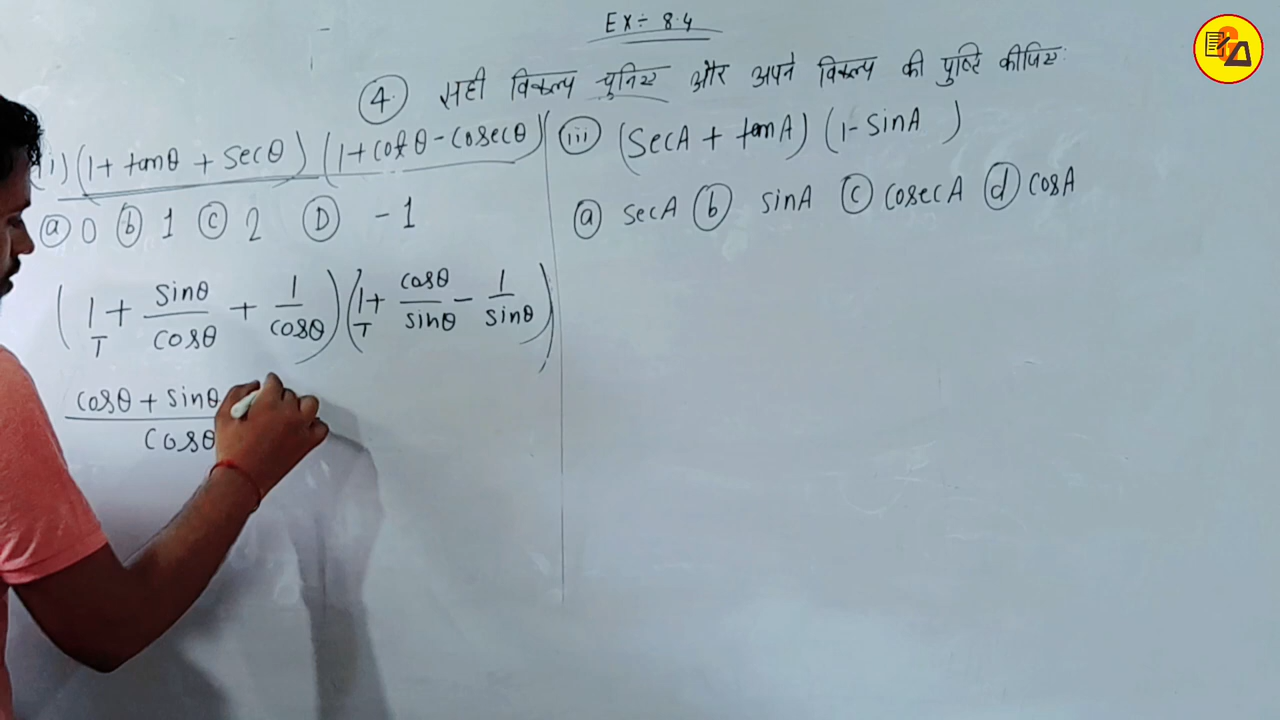 Ex÷ 8.4
4. सही विकल्प चुनिए और अपने विकल्प की पुष्टि कीजिए:
(ii) (1 + tanθ + secθ) (1 + cotθ - cosecθ)
(a) 0 (b) 1 (c) 2 (D) -1
(1/1 + sinθ/cosθ + 1/cosθ) (1/1 + cosθ/sinθ - 1/sinθ)
cosθ + sinθ
cosθ
(iii) (SecA + tanA) (1 - sinA)
(a) secA (b) sinA (c) cosecA (d) cosA